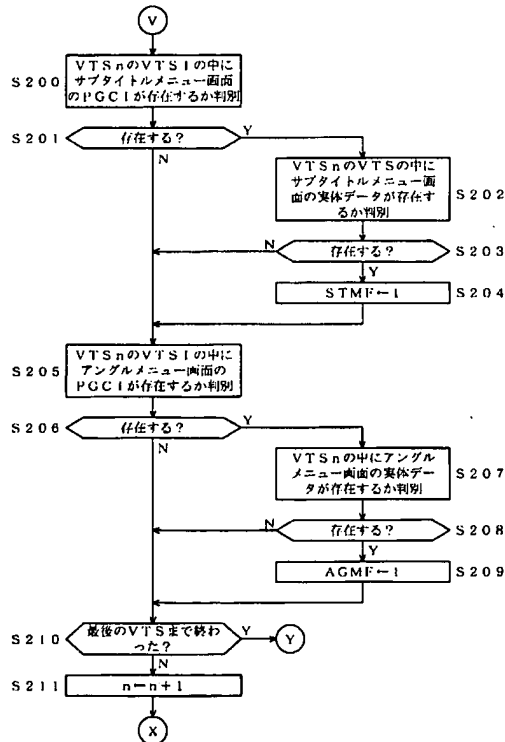 V
S200
VTSnのVTSIの中に
サブタイトルメニュー画面
のPGCIが存在するか判別
S201
存在する?
Y
N
VTSnのVTSの中に
サブタイトルメニュー画
面の実体データが存在す
るか判別
S202
N
存在する?
S203
Y
STMF←1
S204
S205
VTSnのVTSIの中に
アングルメニュー画面の
PGCIが存在するか判別
S206
存在する?
Y
N
VTSnの中にアングル
メニュー画面の実体デー
タが存在するか判別
S207
N
存在する?
S208
Y
AGMF←1
S209
S210
最後のVTSまで終わ
った?
Y
Y
N
S211
n←n+1
X